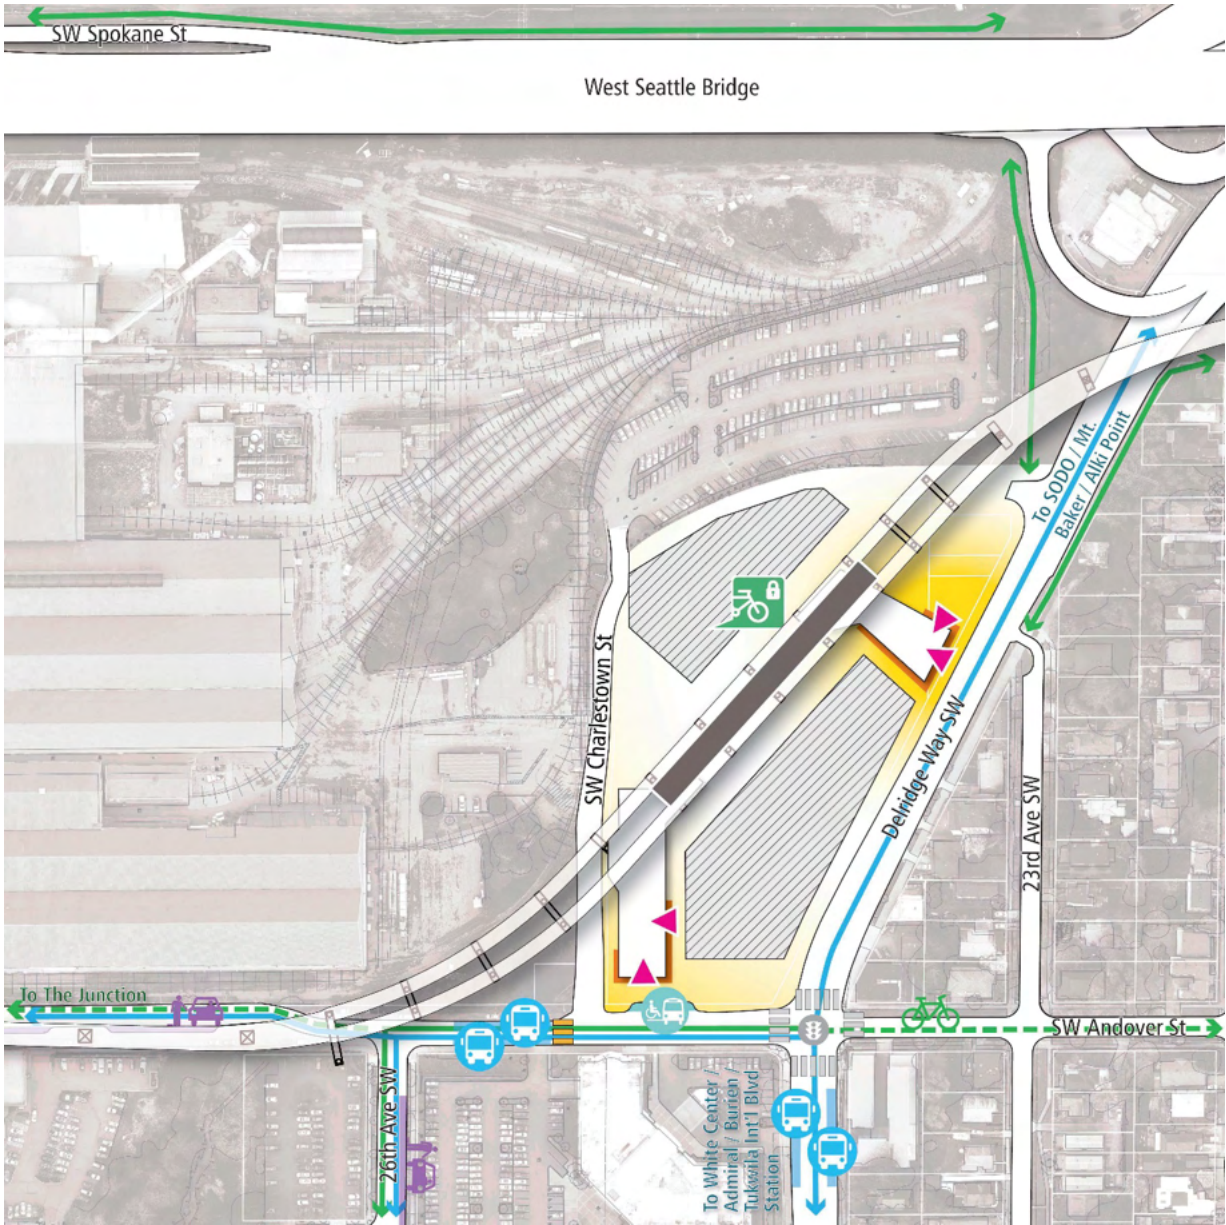 SW Spokane St
West Seattle Bridge
To SODO / Mt.
Baker / Alki Point
SW Charlestown St
Delridge Way SW
23rd Ave SW
To The Junction
SW Andover St
26th Ave SW
To White Center /
Admiral / Burien /
Tukwila Int'l Blvd
Station